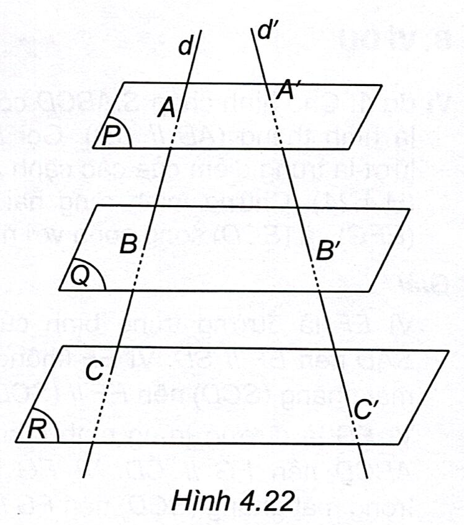 d d'
A A'
P
B B'
Q
C C'
R
Hình 4.22